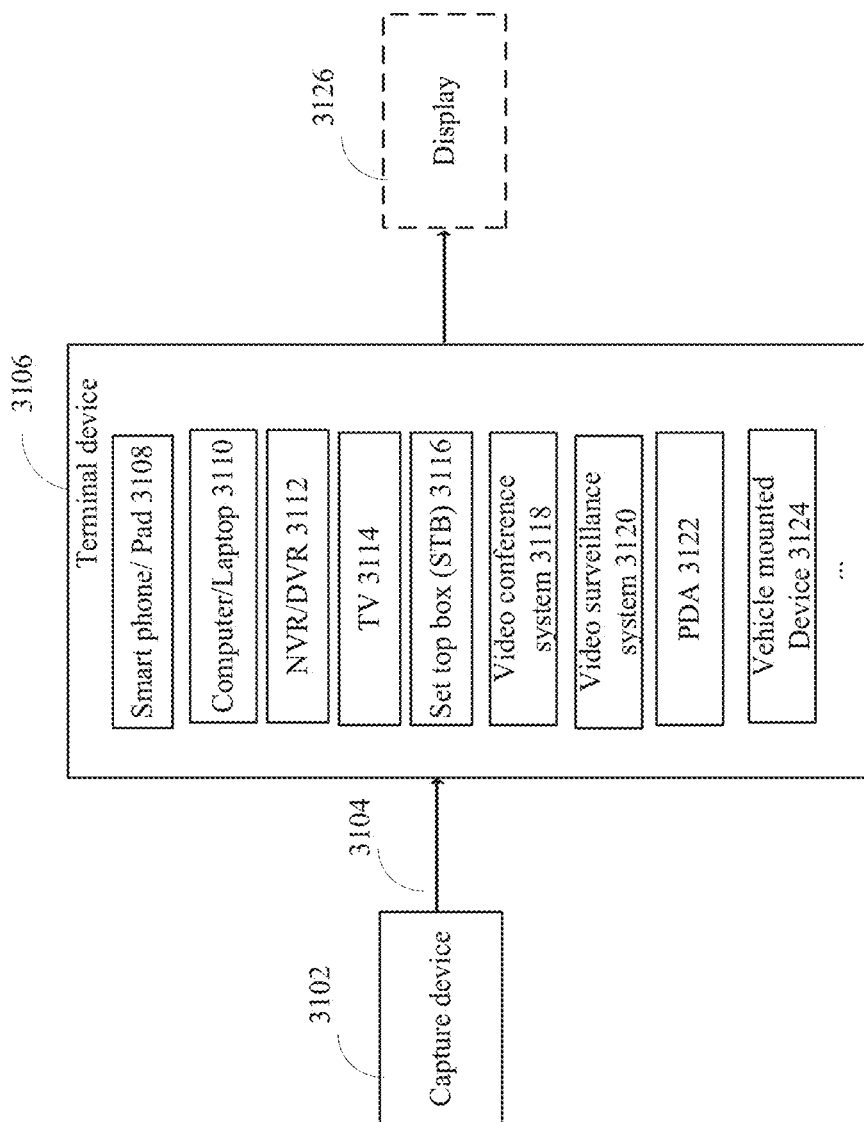 3102
Capture device
3104
3106
Terminal device
Smart phone/ Pad 3108
Computer/Laptop 3110
NVR/DVR 3112
TV 3114
Set top box (STB) 3116
Video conference
system 3118
Video surveillance
system 3120
PDA 3122
Vehicle mounted
Device 3124
...
3126
Display